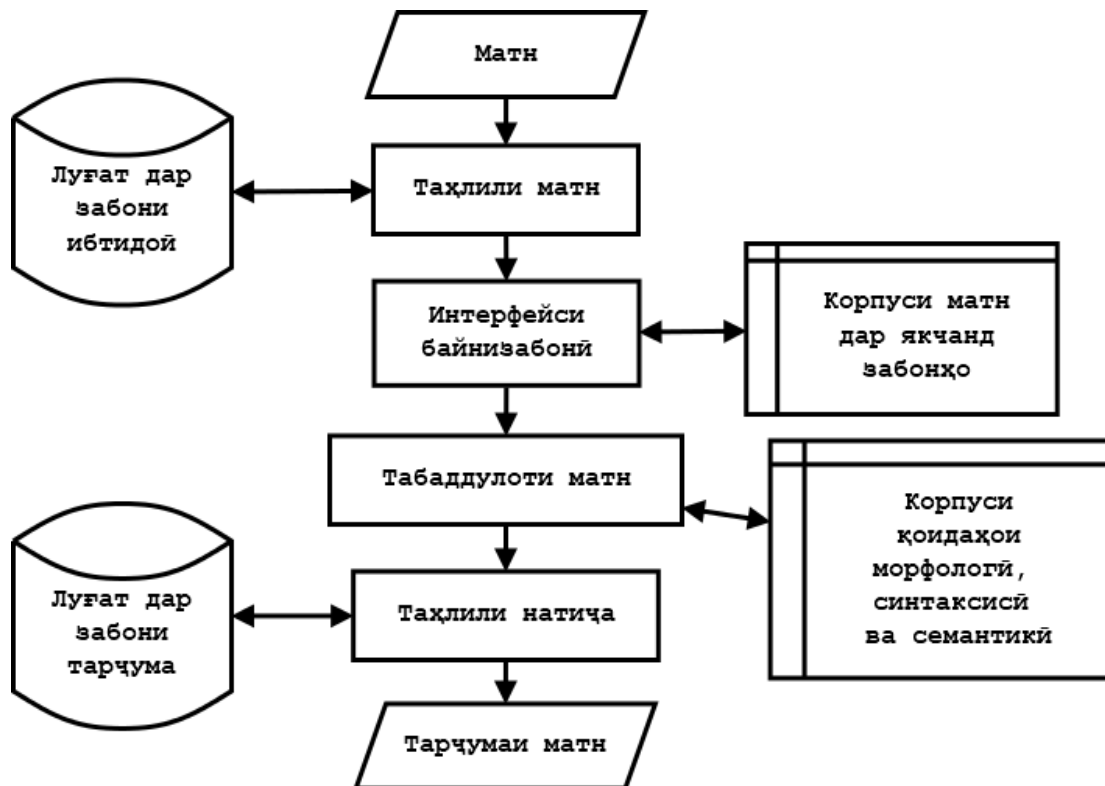 Матн
Луғат дар
забони
ибтидоӣ
Таҳлили матн
Интерфейси
байнизабонӣ
Корпуси матн
дар якчанд
забонҳо
Табаддулоти матн
Корпуси
қоидаҳои
морфологӣ,
синтаксисӣ
ва семантикӣ
Луғат дар
забони
тарҷума
Таҳлили натиҷа
Тарҷумаи матн